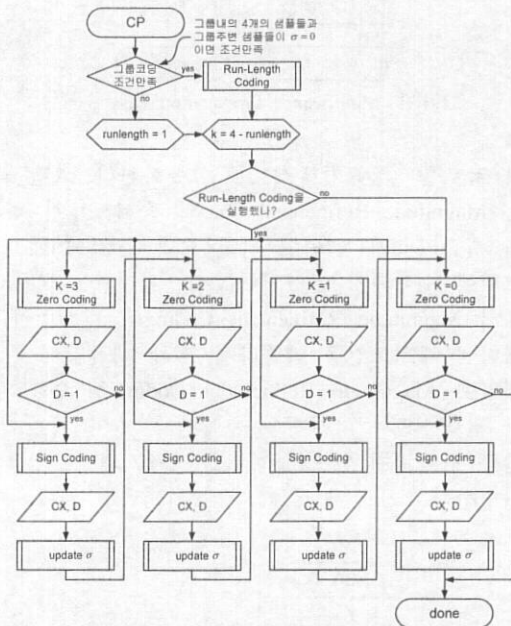 CP
그룹내의 4개의 샘플들과
그룹주변 샘플들이 σ = 0
이면 조건만족
그룹코딩
조건만족
yes
Run-Length
Coding
no
runlength = 1
k = 4 - runlength
Run-Length Coding을
실행했나?
no
yes
K =3
Zero Coding
K =2
Zero Coding
K =1
Zero Coding
K =0
Zero Coding
CX, D
CX, D
CX, D
CX, D
D = 1
no
D = 1
no
D = 1
no
D = 1
no
yes
yes
yes
yes
Sign Coding
Sign Coding
Sign Coding
Sign Coding
CX, D
CX, D
CX, D
CX, D
update σ
update σ
update σ
update σ
done